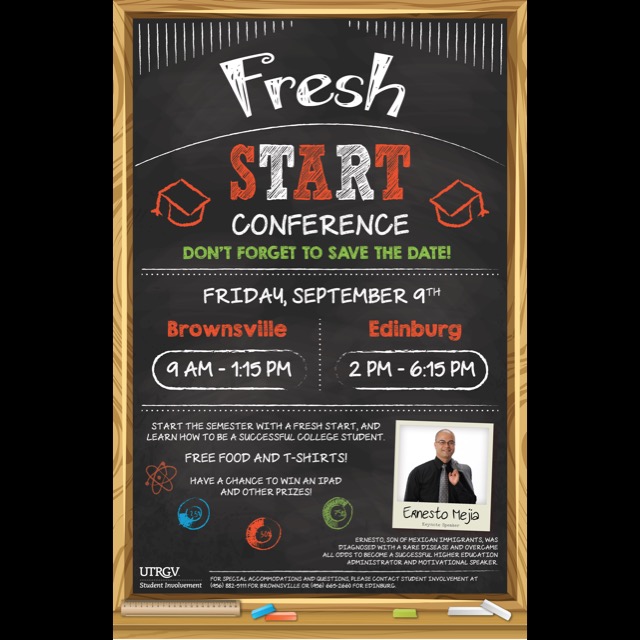 Fresh
START
CONFERENCE
DON'T FORGET TO SAVE THE DATE!
FRIDAY, SEPTEMBER 9TH
Brownsville
9 AM - 1:15 PM
Edinburg
2 PM - 6:15 PM
START THE SEMESTER WITH A FRESH START, AND
LEARN HOW TO BE A SUCCESSFUL COLLEGE STUDENT.
FREE FOOD AND T-SHIRTS!
HAVE A CHANCE TO WIN AN IPAD
AND OTHER PRIZES!
25%
50%
75%
Ernesto Mejia
Keynote Speaker
ERNESTO, SON OF MEXICAN IMMIGRANTS, WAS
DIAGNOSED WITH A RARE DISEASE AND OVERCAME
ALL ODDS TO BECOME A SUCCESSFUL HIGHER EDUCATION
ADMINISTRATOR AND MOTIVATIONAL SPEAKER.
UTRGV
Student Involvement
FOR SPECIAL ACCOMMODATIONS AND QUESTIONS, PLEASE CONTACT STUDENT INVOLVEMENT AT
(956) 882-5111 FOR BROWNSVILLE OR (956) 665-2660 FOR EDINBURG.